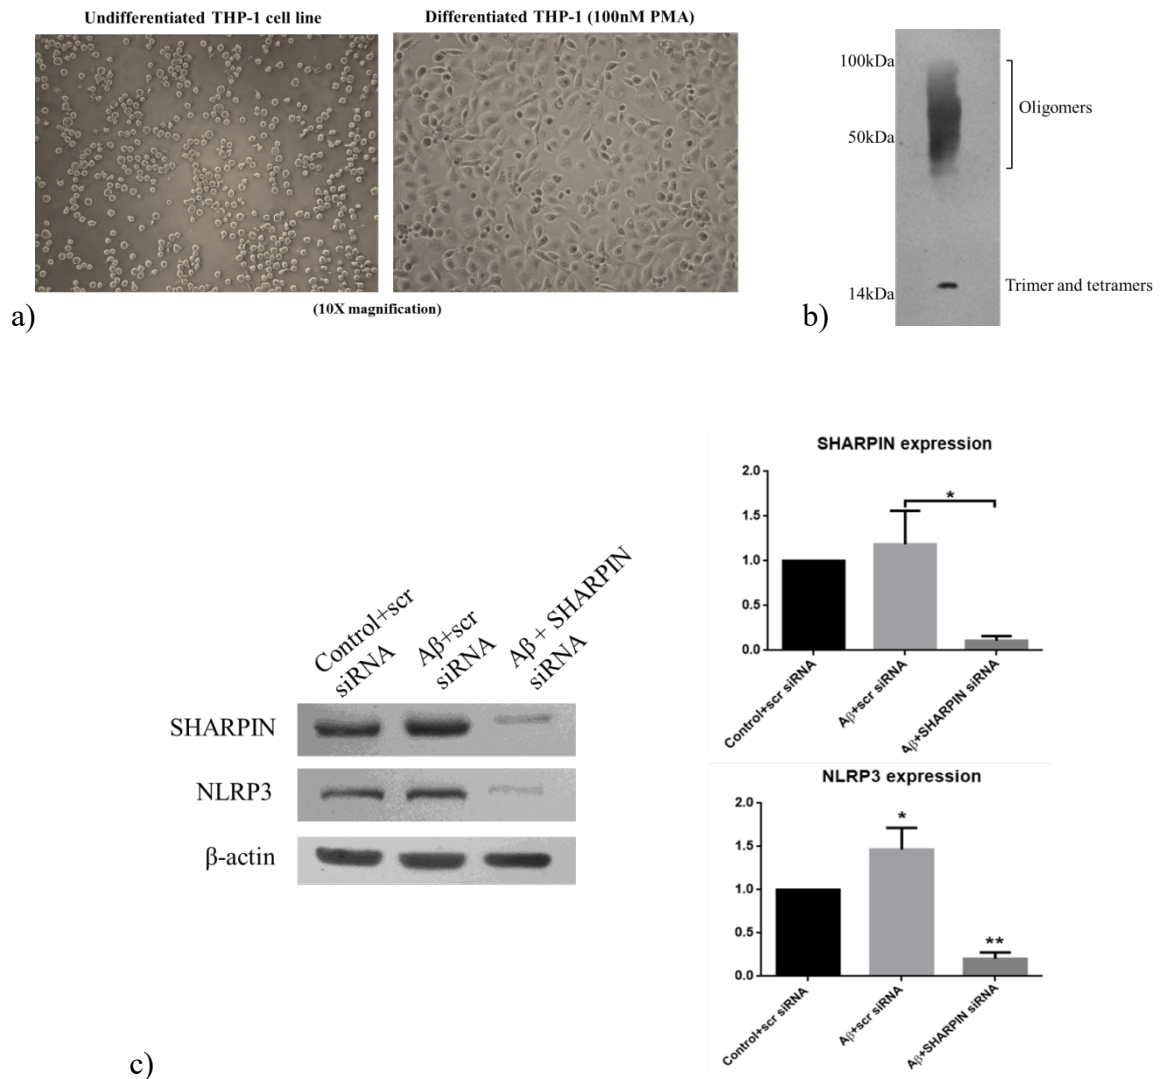 Undifferentiated THP-1 cell line
Differentiated THP-1 (100nM PMA)
(10X magnification)
a)
100kDa
50kDa
14kDa
Oligomers
Trimer and tetramers
b)
Control+scr
siRNA
Aβ+scr
siRNA
Aβ + SHARPIN
siRNA
SHARPIN
NLRP3
β-actin
SHARPIN expression
2.0
1.5
1.0
0.5
0.0
*
Control+scr siRNA
Aβ+scr siRNA
Aβ+SHARPIN siRNA
NLRP3 expression
2.0
1.5
1.0
0.5
0.0
*
**
Control+scr siRNA
Aβ+scr siRNA
Aβ+SHARPIN siRNA
c)